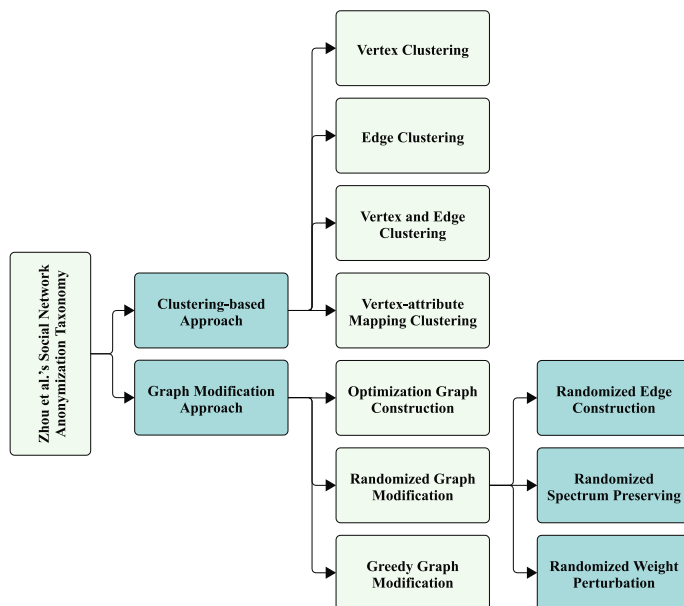 Zhou et al.'s Social Network
Anonymization Taxonomy
Clustering-based
Approach
Graph Modification
Approach
Vertex Clustering
Edge Clustering
Vertex and Edge
Clustering
Vertex-attribute
Mapping Clustering
Optimization Graph
Construction
Randomized Graph
Modification
Greedy Graph
Modification
Randomized Edge
Construction
Randomized
Spectrum Preserving
Randomized Weight
Perturbation